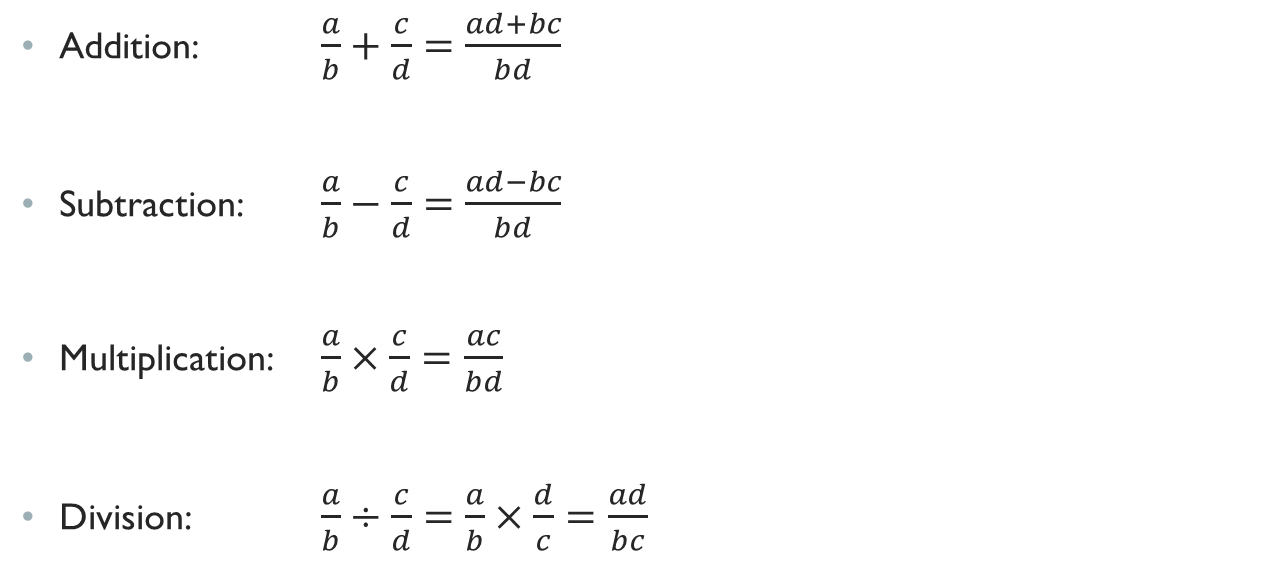 • Addition: a/b + c/d = ad+bc/bd
• Subtraction: a/b − c/d = ad−bc/bd
• Multiplication: a/b × c/d = ac/bd
• Division: a/b ÷ c/d = a/b × d/c = ad/bc